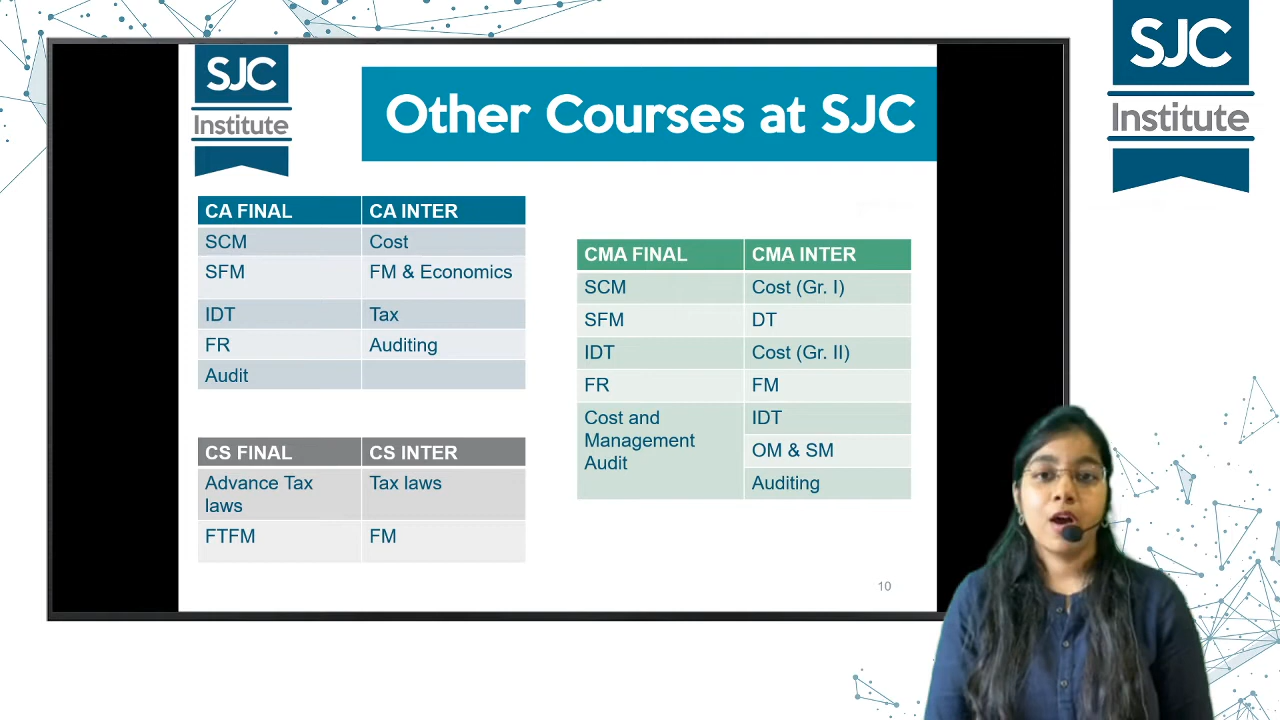 SJC
Institute
Other Courses at SJC
CA FINAL CA INTER
SCM Cost
SFM FM & Economics
IDT Tax
FR Auditing
Audit
CS FINAL CS INTER
Advance Tax Tax laws
laws
FTFM FM
CMA FINAL CMA INTER
SCM Cost (Gr. I)
SFM DT
IDT Cost (Gr. II)
FR FM
Cost and IDT
Management OM & SM
Audit
Auditing
10
SJC
Institute